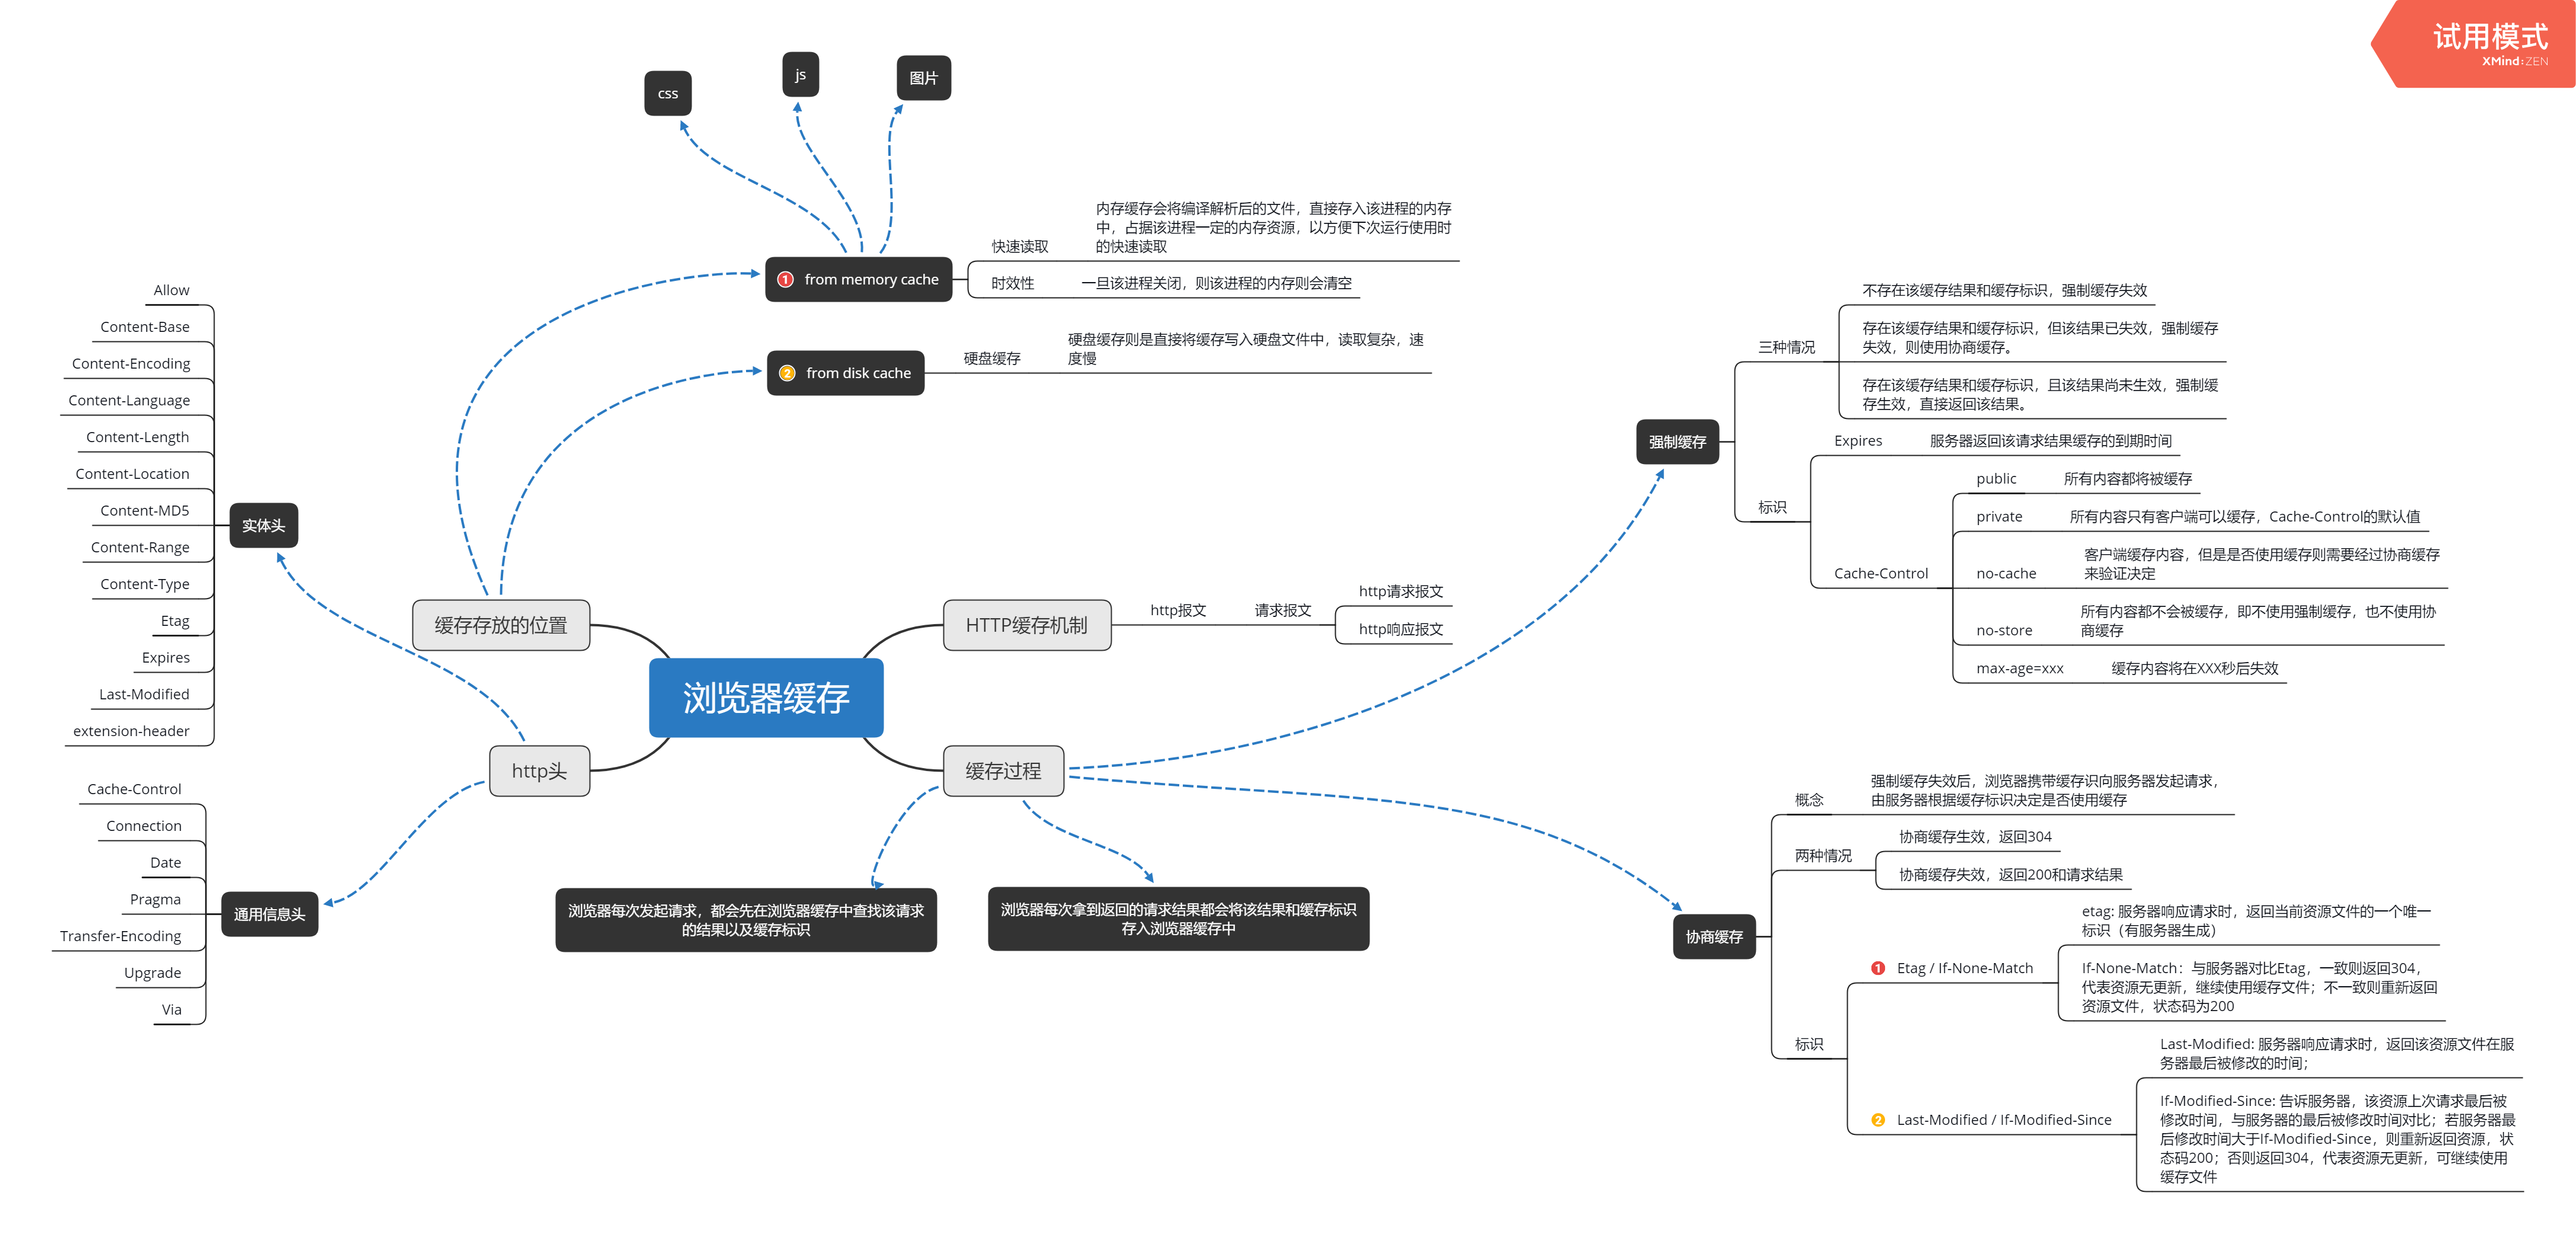 试用模式
XMind:ZEN
css
js
图片
1 from memory cache
快速读取
内存缓存会将编译解析后的文件，直接存入该进程的内存
中，占据该进程一定的内存资源，以方便下次运行使用时
的快速读取
时效性
一旦该进程关闭，则该进程的内存则会清空
2 from disk cache
硬盘缓存
硬盘缓存则是直接将缓存写入硬盘文件中，读取复杂，速
度慢
Allow
Content-Base
Content-Encoding
Content-Language
Content-Length
Content-Location
Content-MD5
Content-Range
Content-Type
Etag
Expires
Last-Modified
extension-header
实体头
Cache-Control
Connection
Date
Pragma
Transfer-Encoding
Upgrade
Via
通用信息头
缓存存放的位置
http头
浏览器缓存
HTTP缓存机制
http报文
请求报文
http请求报文
http响应报文
缓存过程
浏览器每次发起请求，都会先在浏览器缓存中查找该请求
的结果以及缓存标识
浏览器每次拿到返回的请求结果都会将该结果和缓存标识
存入浏览器缓存中
强制缓存
三种情况
不存在该缓存结果和缓存标识，强制缓存失效
存在该缓存结果和缓存标识，但该结果已失效，强制缓存
失效，则使用协商缓存。
存在该缓存结果和缓存标识，且该结果尚未生效，强制缓
存生效，直接返回该结果。
标识
Expires
服务器返回该请求结果缓存的到期时间
Cache-Control
public
所有内容都将被缓存
private
所有内容只有客户端可以缓存，Cache-Control的默认值
no-cache
客户端缓存内容，但是是否使用缓存则需要经过协商缓存
来验证决定
no-store
所有内容都不会被缓存，即不使用强制缓存，也不使用协
商缓存
max-age=xxx
缓存内容将在XXX秒后失效
协商缓存
概念
强制缓存失效后，浏览器携带缓存识向服务器发起请求，
由服务器根据缓存标识决定是否使用缓存
两种情况
协商缓存生效，返回304
协商缓存失效，返回200和请求结果
标识
1 Etag / If-None-Match
etag: 服务器响应请求时，返回当前资源文件的一个唯一
标识（有服务器生成）
If-None-Match：与服务器对比Etag，一致则返回304，
代表资源无更新，继续使用缓存文件；不一致则重新返回
资源文件，状态码为200
2 Last-Modified / If-Modified-Since
Last-Modified: 服务器响应请求时，返回该资源文件在服
务器最后被修改的时间；
If-Modified-Since: 告诉服务器，该资源上次请求最后被
修改时间，与服务器的最后被修改时间对比；若服务器最
后修改时间大于If-Modified-Since，则重新返回资源，状
态码200；否则返回304，代表资源无更新，可继续使用
缓存文件